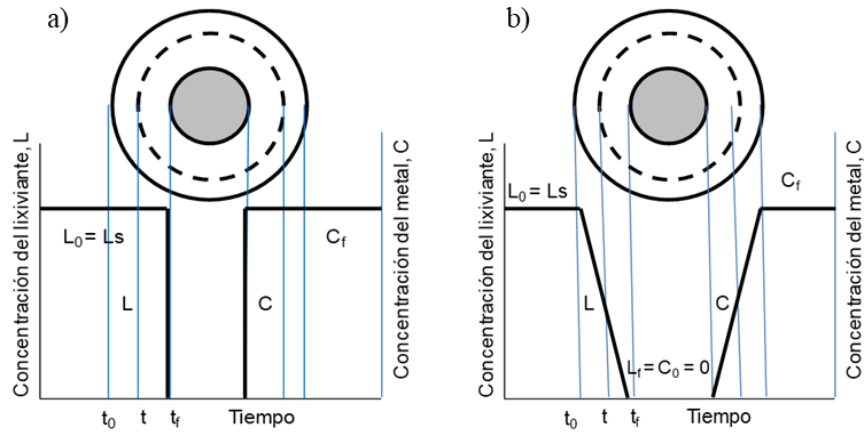 a)
Concentración del lixiviante, L
L₀ = Ls
L
C
C_f
Concentración del metal, C
t₀ t t_f Tiempo
b)
Concentración del lixiviante, L
L₀ = Ls
C_f
L
C
L_f = C₀ = 0
Concentración del metal, C
t₀ t t_f Tiempo